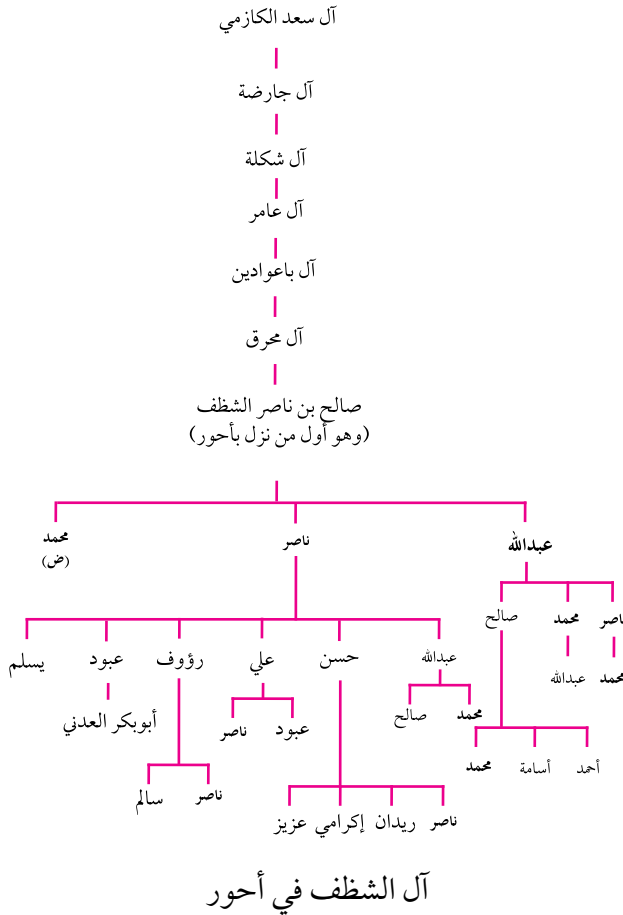 آل سعد الكازمي
آل جارضة
آل شكلة
آل عامر
آل باعوادين
آل محرق
صالح بن ناصر الشظف
(وهو أول من نزل بأحور)
عبدالله
ناصر
محمد
(ض)
ناصر
محمد
صالح
عبدالله
حسن
علي
رؤوف
عبود
يسلم
محمد
عبدالله
محمد
صالح
عبود
ناصر
أبوبكر العدني
أحمد
أسامة
محمد
ناصر
سالم
ناصر
ريدان
إكرامي
عزيز
آل الشظف في أحور